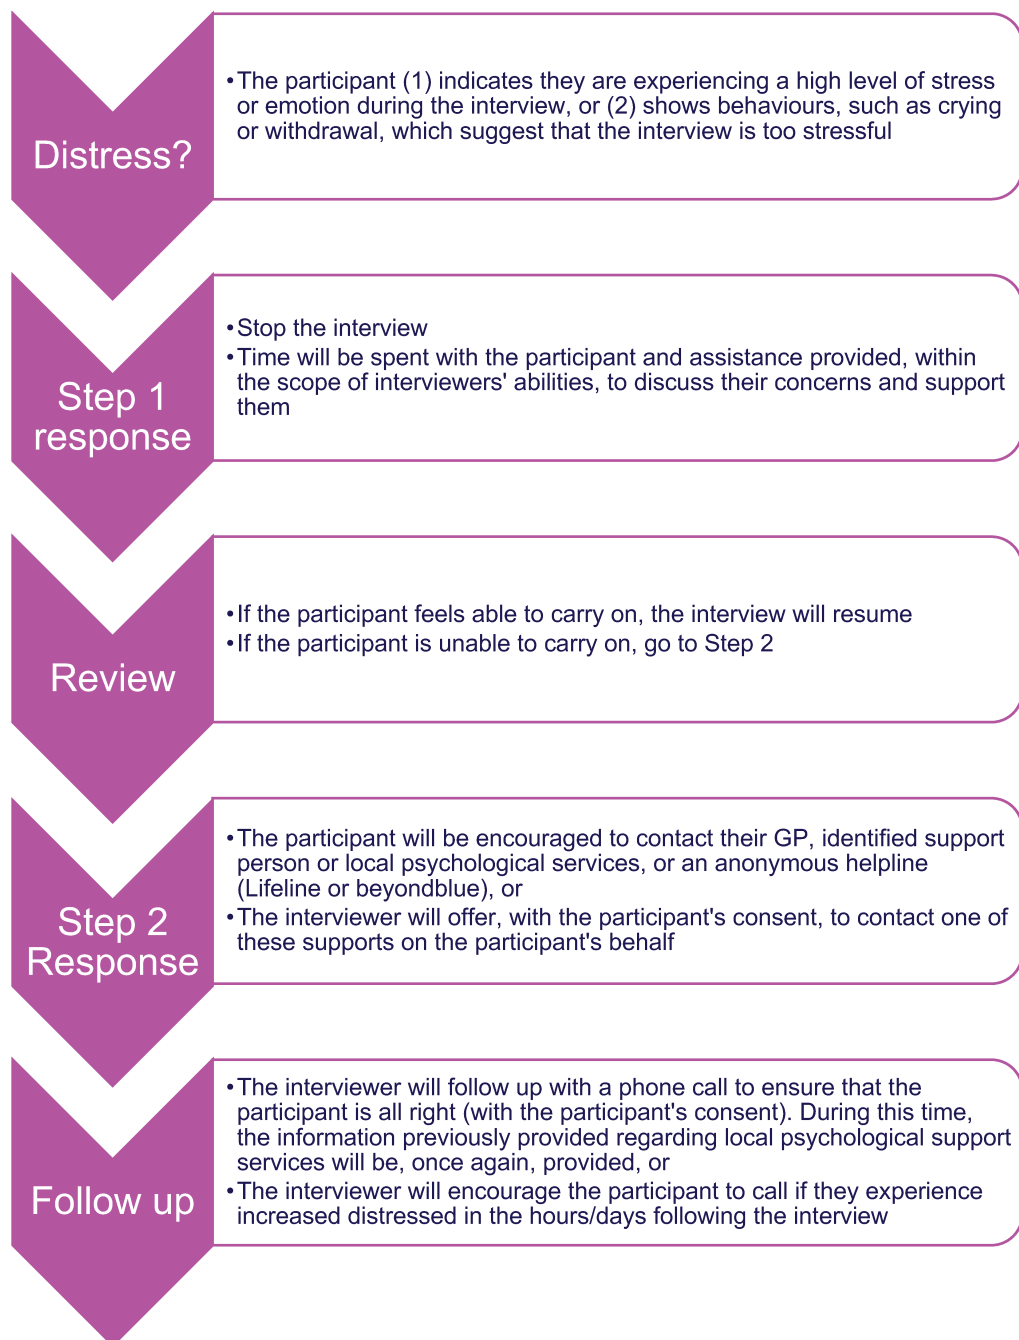 Distress?
•The participant (1) indicates they are experiencing a high level of stress
or emotion during the interview, or (2) shows behaviours, such as crying
or withdrawal, which suggest that the interview is too stressful
Step 1
response
•Stop the interview
•Time will be spent with the participant and assistance provided, within
the scope of interviewers' abilities, to discuss their concerns and support
them
Review
•If the participant feels able to carry on, the interview will resume
•If the participant is unable to carry on, go to Step 2
Step 2
Response
•The participant will be encouraged to contact their GP, identified support
person or local psychological services, or an anonymous helpline
(Lifeline or beyondblue), or
•The interviewer will offer, with the participant's consent, to contact one of
these supports on the participant's behalf
Follow up
•The interviewer will follow up with a phone call to ensure that the
participant is all right (with the participant's consent). During this time,
the information previously provided regarding local psychological support
services will be, once again, provided, or
•The interviewer will encourage the participant to call if they experience
increased distressed in the hours/days following the interview